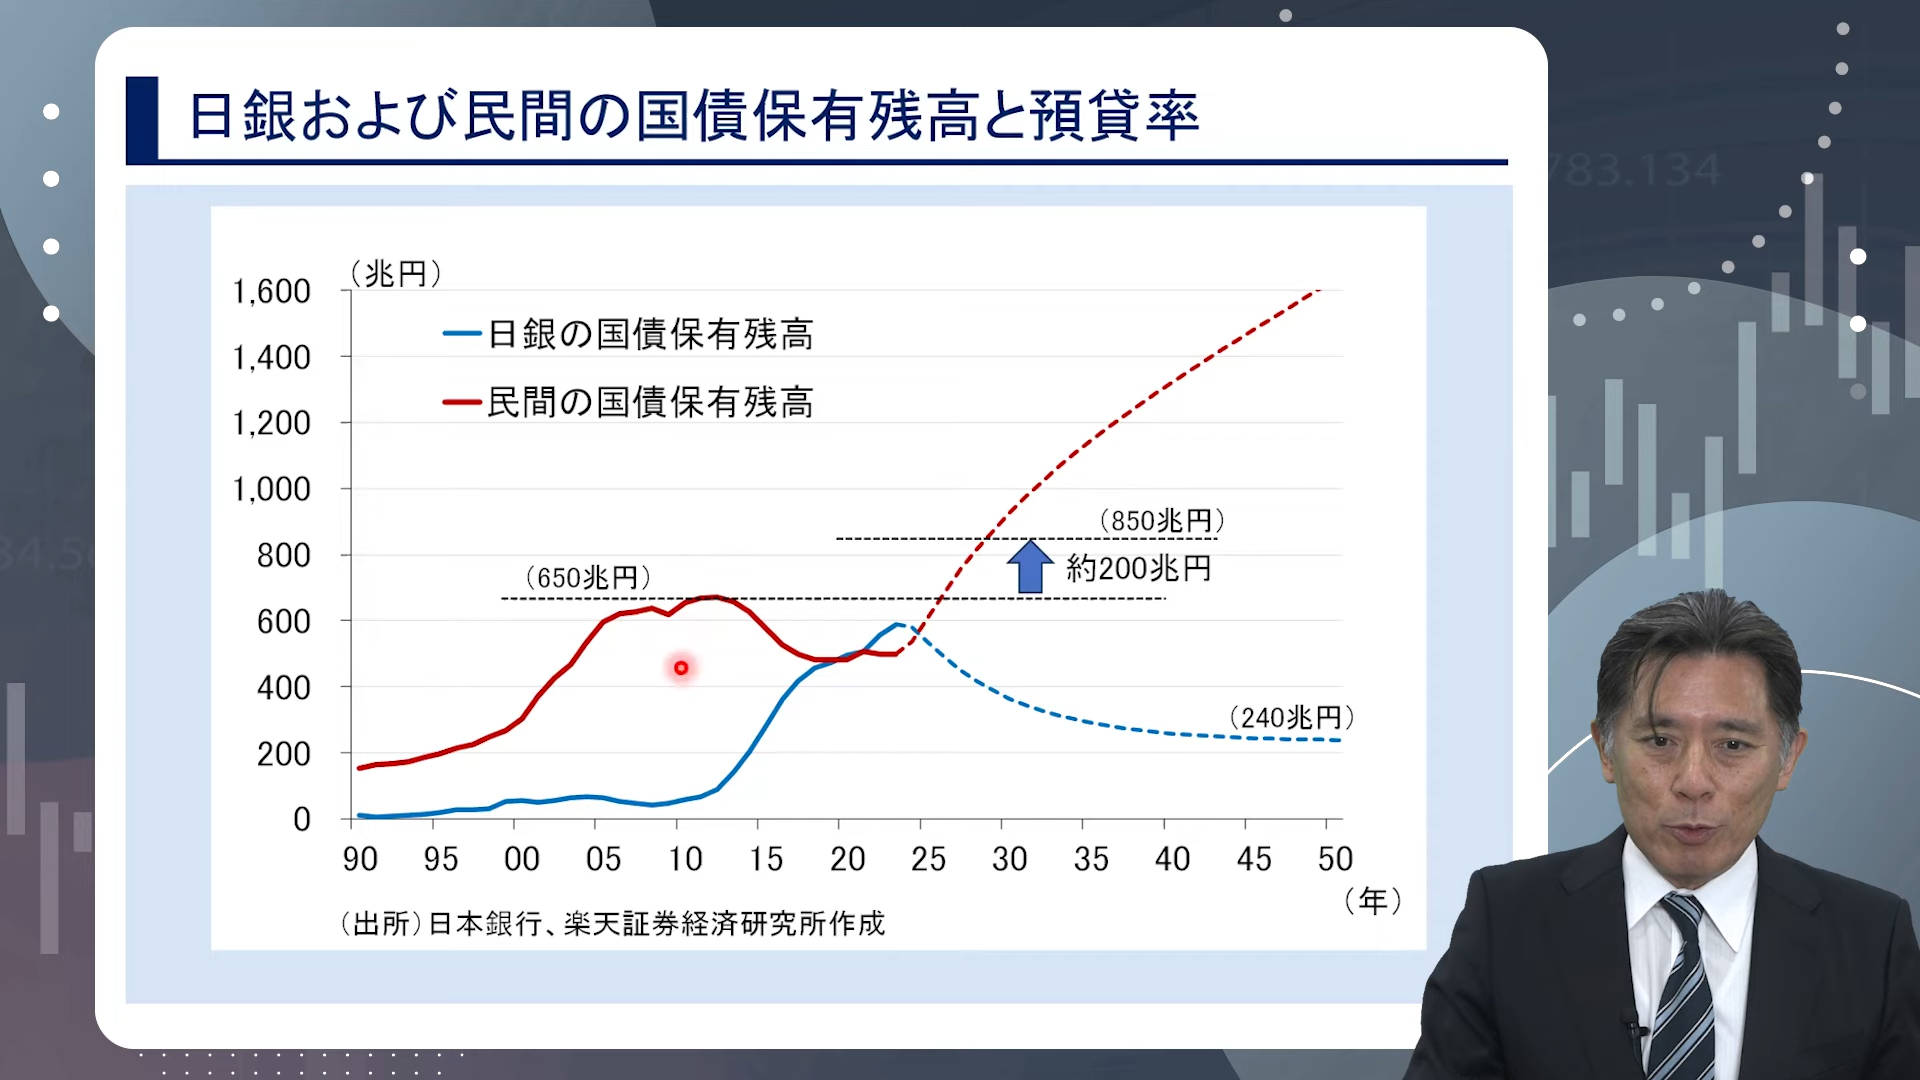 日銀および民間の国債保有残高と預貸率
（兆円）
1,600
1,400
1,200
1,000
800
600
400
200
0
日銀の国債保有残高
民間の国債保有残高
（850兆円）
約200兆円
（650兆円）
（240兆円）
90 95 00 05 10 15 20 25 30 35 40 45 50
（年）
（出所）日本銀行、楽天証券経済研究所作成
783.134